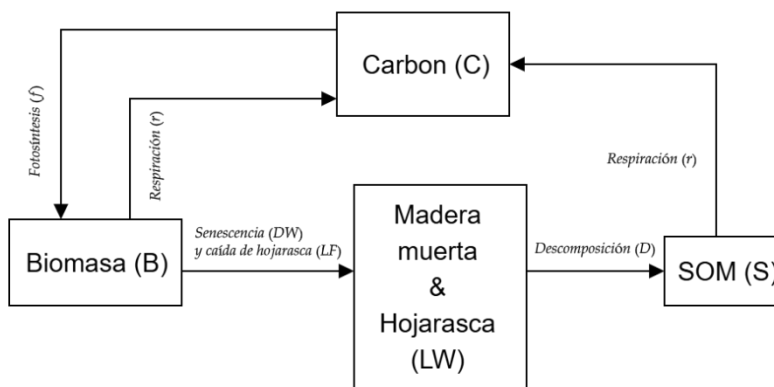 Carbon (C)
Fotosíntesis (f)
Respiración (r)
Respiración (r)
Biomasa (B)
Senescencia (DW)
y caída de hojarasca (LF)
Madera
muerta
&
Hojarasca
(LW)
Descomposición (D)
SOM (S)